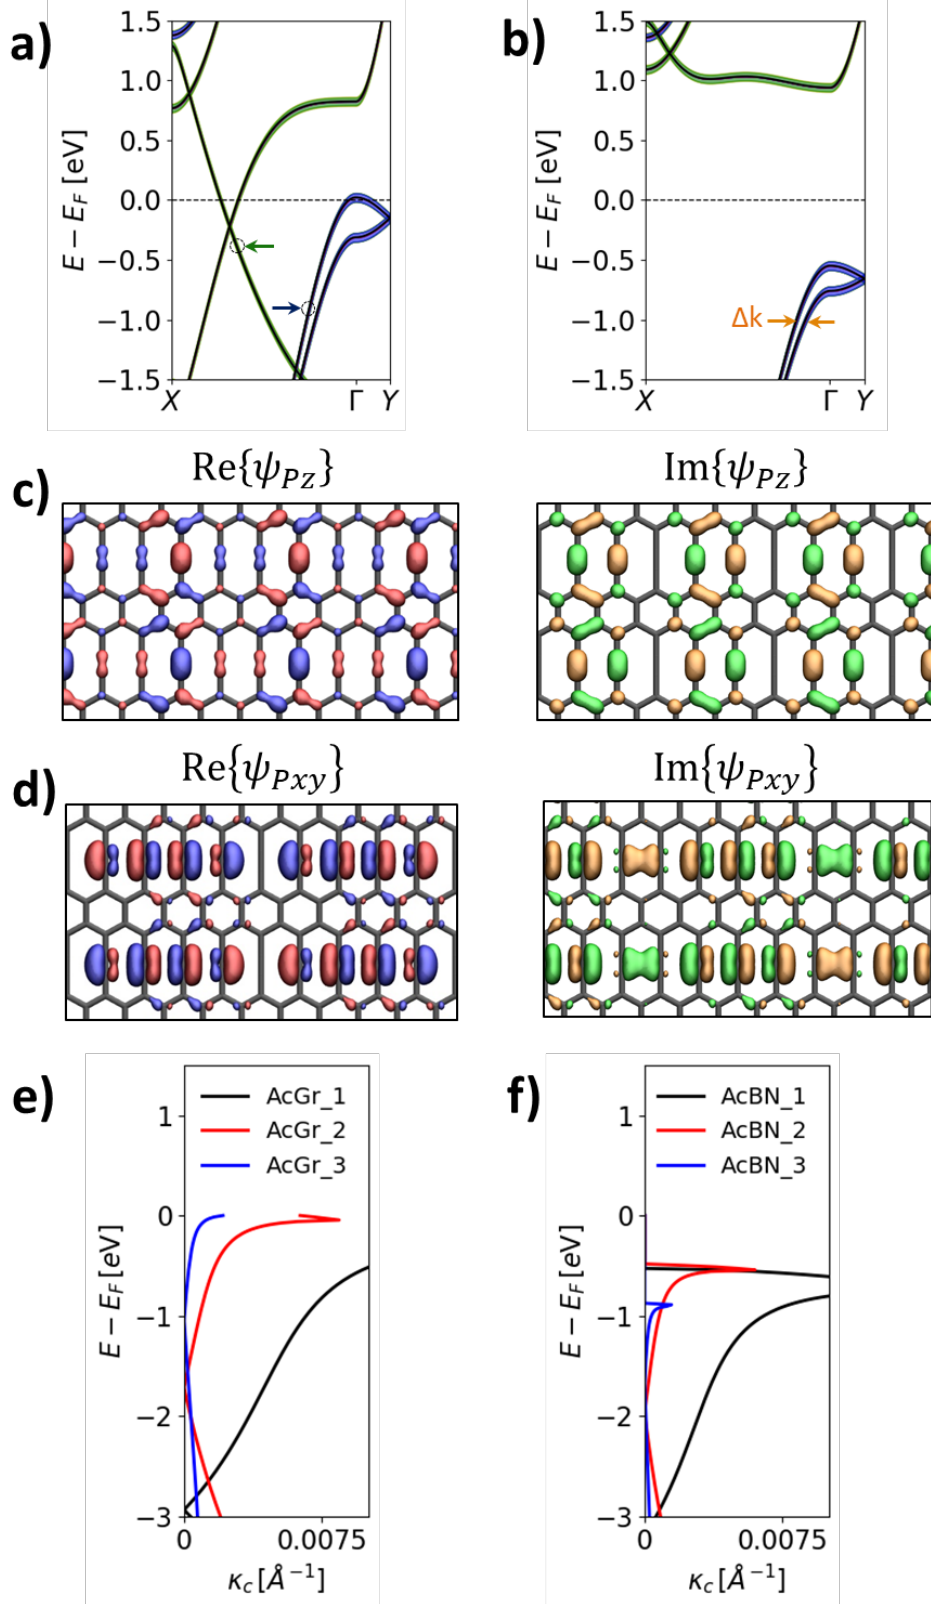 a)
1.5
1.0
0.5
0.0
−0.5
−1.0
−1.5
E − E_F [eV]
X
Γ
Y
b)
1.5
1.0
0.5
0.0
−0.5
−1.0
−1.5
E − E_F [eV]
Δk
X
Γ
Y
c)
Re{ψ_Pz}
Im{ψ_Pz}
d)
Re{ψ_Pxy}
Im{ψ_Pxy}
e)
AcGr_1
AcGr_2
AcGr_3
1
0
−1
−2
−3
E − E_F [eV]
0
0.0075
κ_c [Å⁻¹]
f)
AcBN_1
AcBN_2
AcBN_3
1
0
−1
−2
−3
E − E_F [eV]
0
0.0075
κ_c [Å⁻¹]